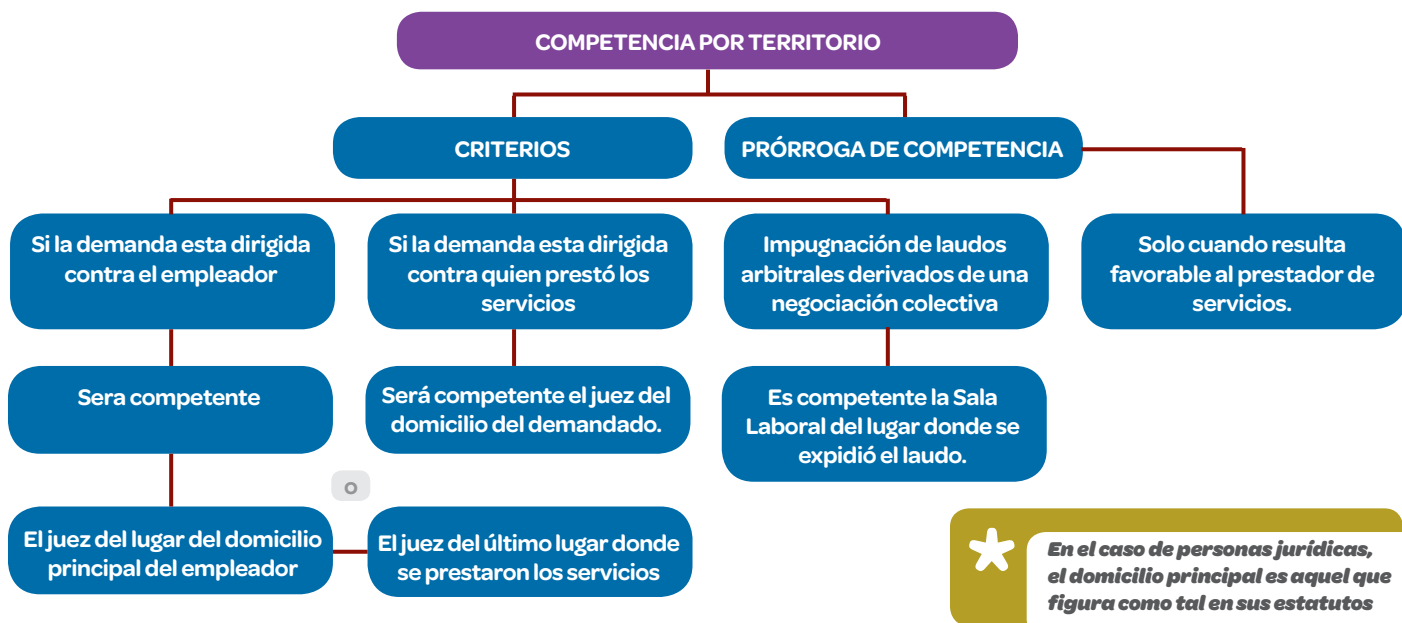 COMPETENCIA POR TERRITORIO
CRITERIOS
PRÓRROGA DE COMPETENCIA
Si la demanda esta dirigida
contra el empleador
Si la demanda esta dirigida
contra quien prestó los
servicios
Impugnación de laudos
arbitrales derivados de una
negociación colectiva
Solo cuando resulta
favorable al prestador de
servicios.
Sera competente
Será competente el juez del
domicilio del demandado.
Es competente la Sala
Laboral del lugar donde se
expidió el laudo.
o
El juez del lugar del domicilio
principal del empleador
El juez del último lugar donde
se prestaron los servicios
En el caso de personas jurídicas,
el domicilio principal es aquel que
figura como tal en sus estatutos